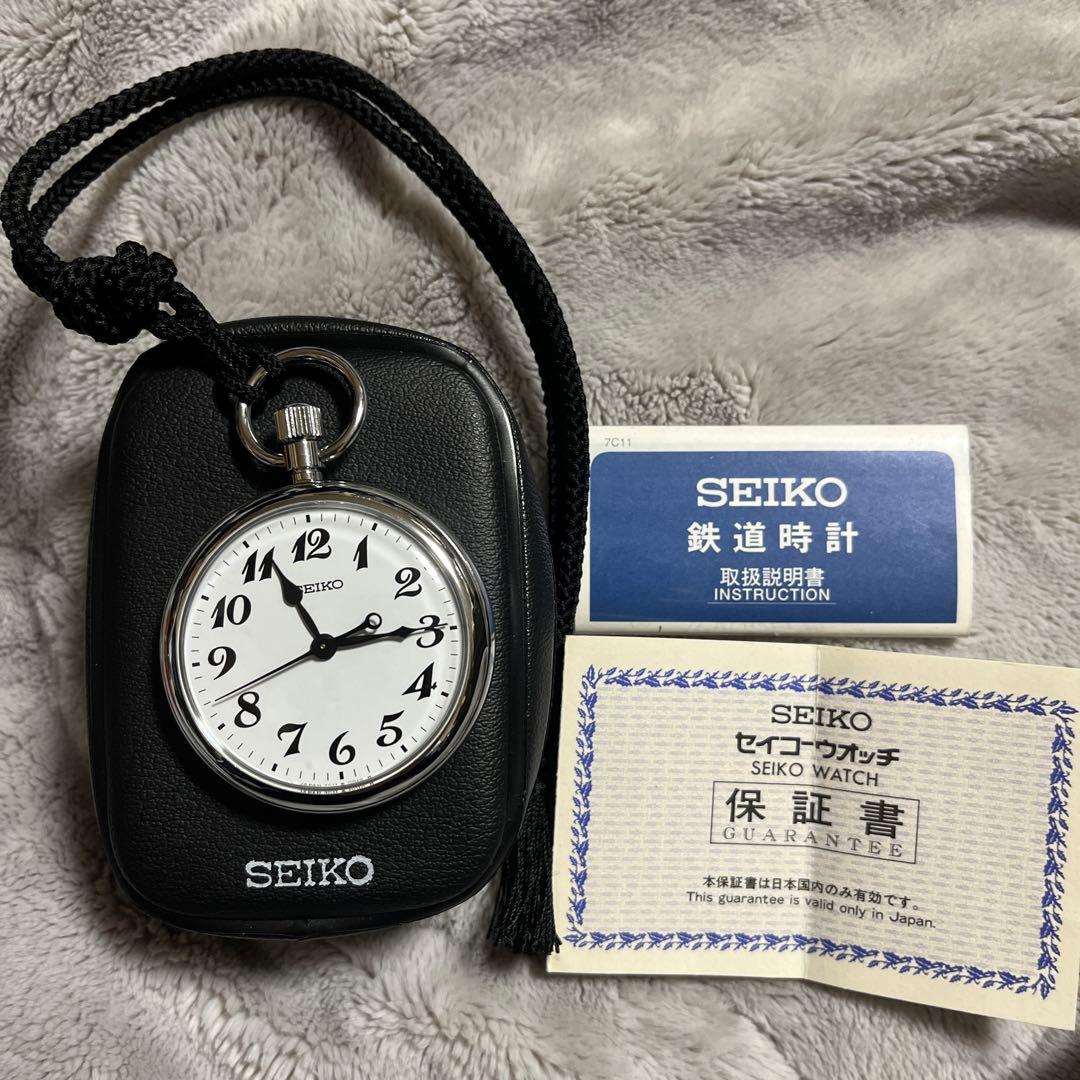 12
1
2
3
4
5
6
7
8
9
10
11
SEIKO
SEIKO
7C11
SEIKO
鉄道時計
取扱説明書
INSTRUCTION
SEIKO
セイコーウオッチ
SEIKO WATCH
保証書
GUARANTEE
本保証書は日本国内のみ有効です。
This guarantee is valid only in Japan.